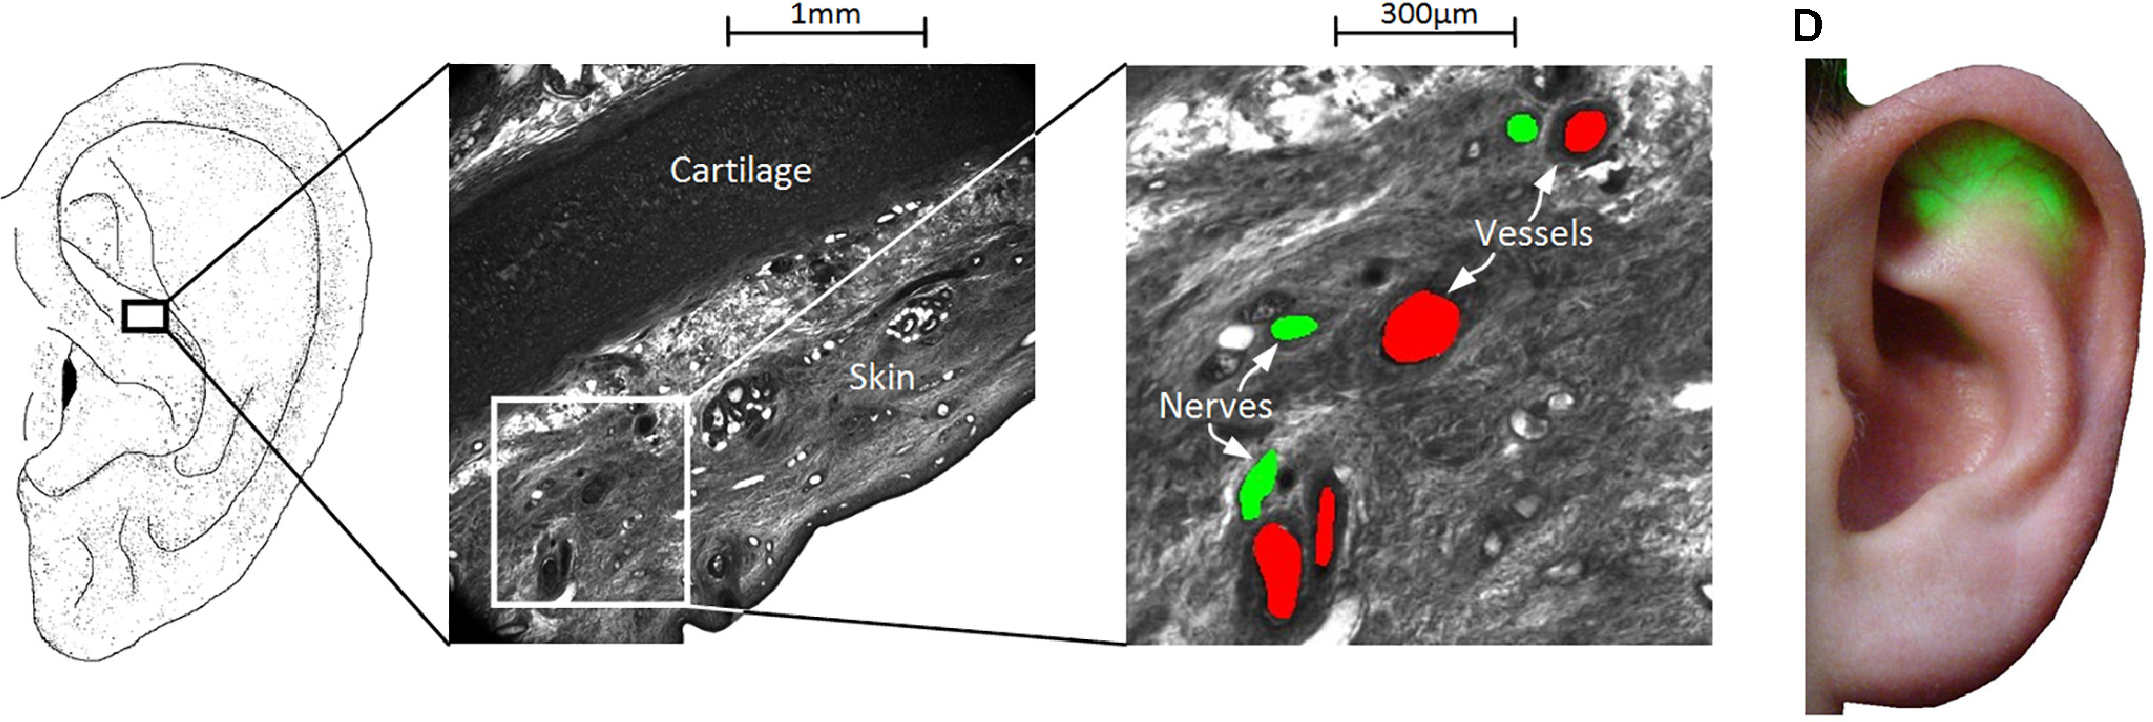 1mm
300µm
D
Cartilage
Skin
Vessels
Nerves